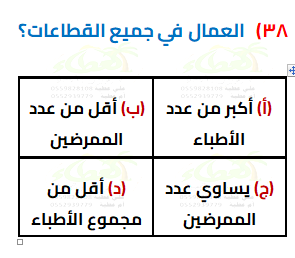 (٣٨) العمال في جميع القطاعات؟
(أ) أكبر من عدد
الأطباء
(ب) أقل من عدد
الممرضين
(ج) يساوي عدد
الممرضين
(د) أقل من
مجموع الأطباء